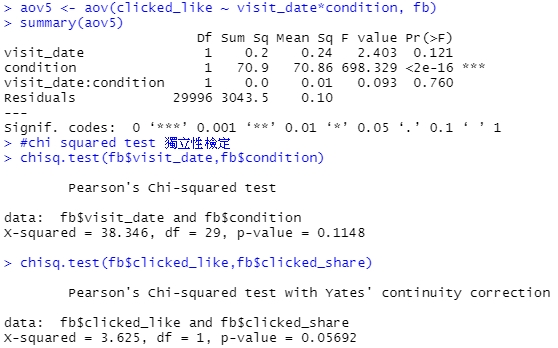 > aov5 <- aov(clicked_like ~ visit_date*condition, fb)
> summary(aov5)
Df Sum Sq Mean Sq F value Pr(>F)
visit_date 1 0.2 0.24 2.403 0.121
condition 1 70.9 70.86 698.329 <2e-16 ***
visit_date:condition 1 0.0 0.01 0.093 0.760
Residuals 29996 3043.5 0.10
---
Signif. codes: 0 ‘***’ 0.001 ‘**’ 0.01 ‘*’ 0.05 ‘.’ 0.1 ‘ ’ 1
> #chi squared test 獨立性檢定
> chisq.test(fb$visit_date,fb$condition)
Pearson's Chi-squared test
data: fb$visit_date and fb$condition
X-squared = 38.346, df = 29, p-value = 0.1148
> chisq.test(fb$clicked_like,fb$clicked_share)
Pearson's Chi-squared test with Yates' continuity correction
data: fb$clicked_like and fb$clicked_share
X-squared = 3.625, df = 1, p-value = 0.05692